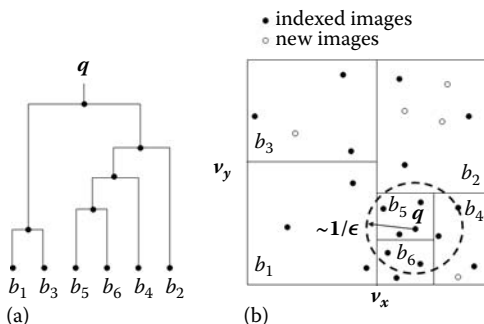 indexed images
new images
q
b₁ b₃ b₅ b₆ b₄ b₂
(a)
b₃
b₂
v_y
b₅ q b₄
~1/ϵ
b₆
b₁
v_x
(b)